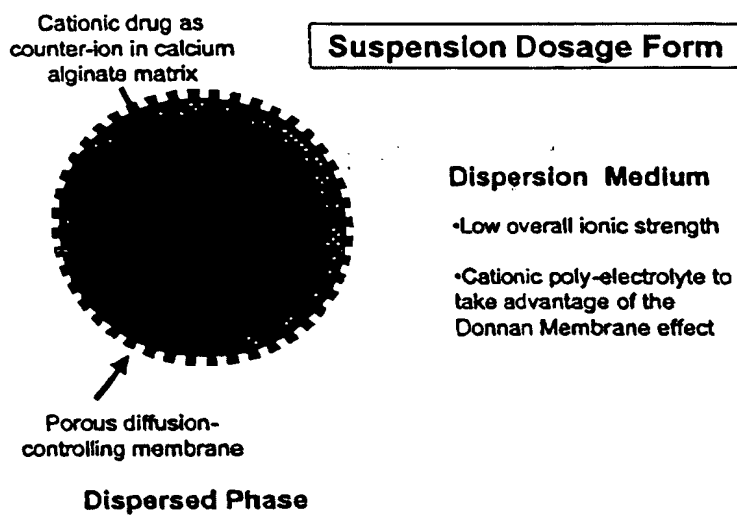 Cationic drug as
counter-ion in calcium
alginate matrix
Suspension Dosage Form
Dispersion Medium
•Low overall ionic strength
•Cationic poly-electrolyte to
take advantage of the
Donnan Membrane effect
Porous diffusion-
controlling membrane
Dispersed Phase